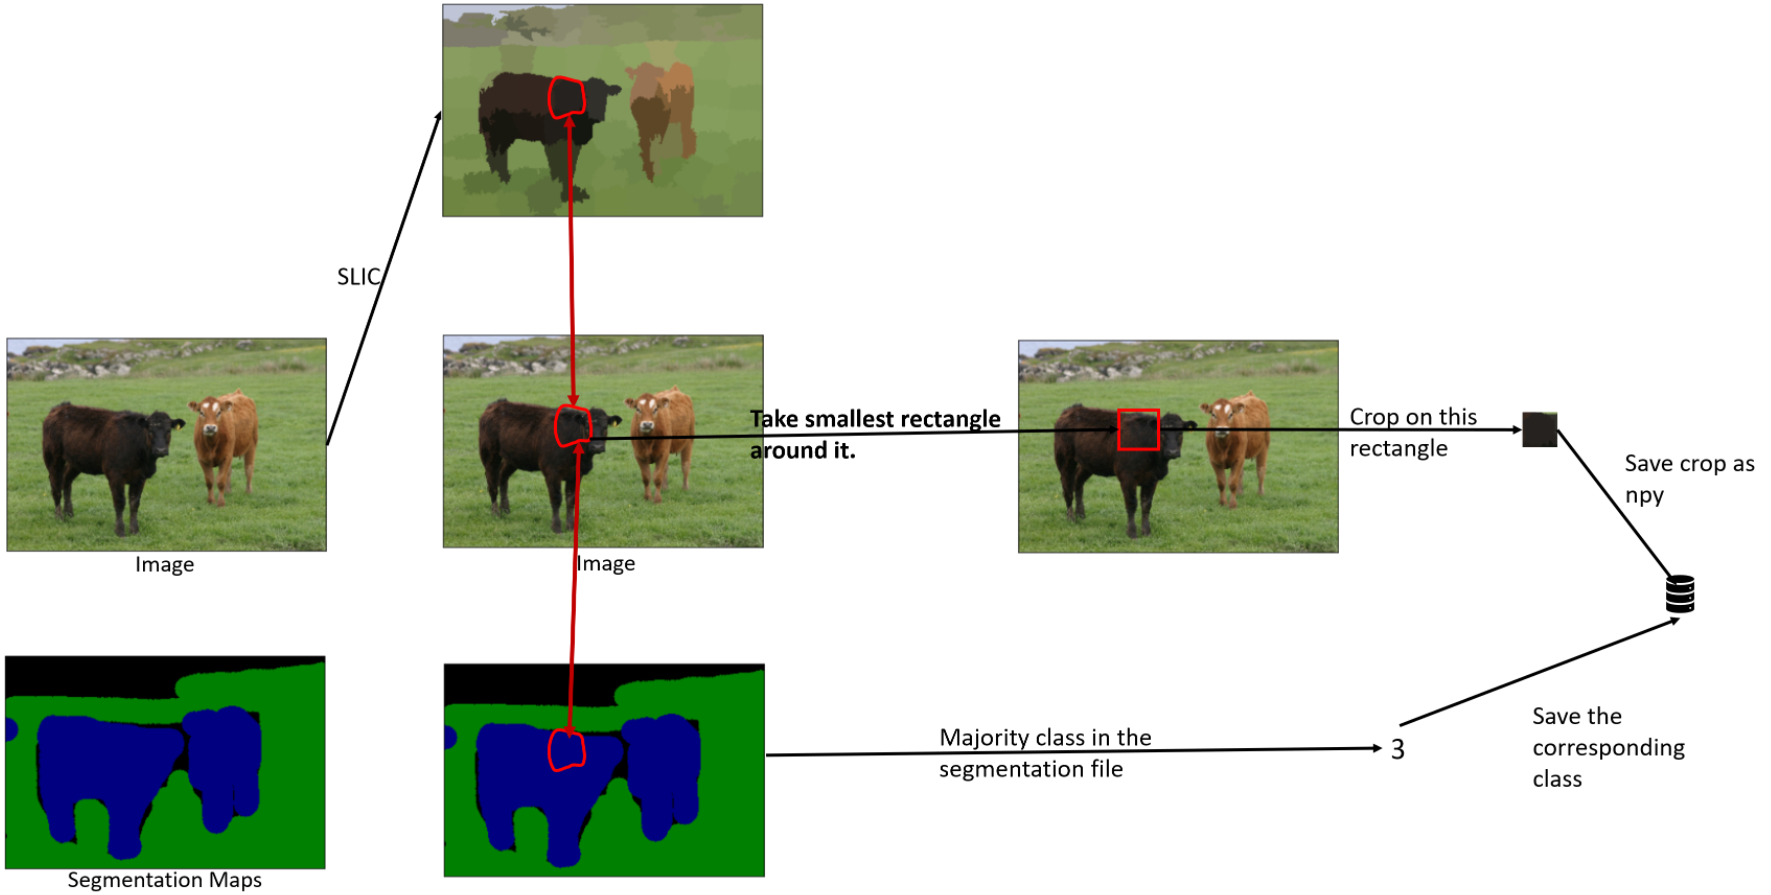 SLIC
Image
Image
Take smallest rectangle
around it.
Crop on this
rectangle
Save crop as
npy
Majority class in the
segmentation file
3
Save the
corresponding
class
Segmentation Maps